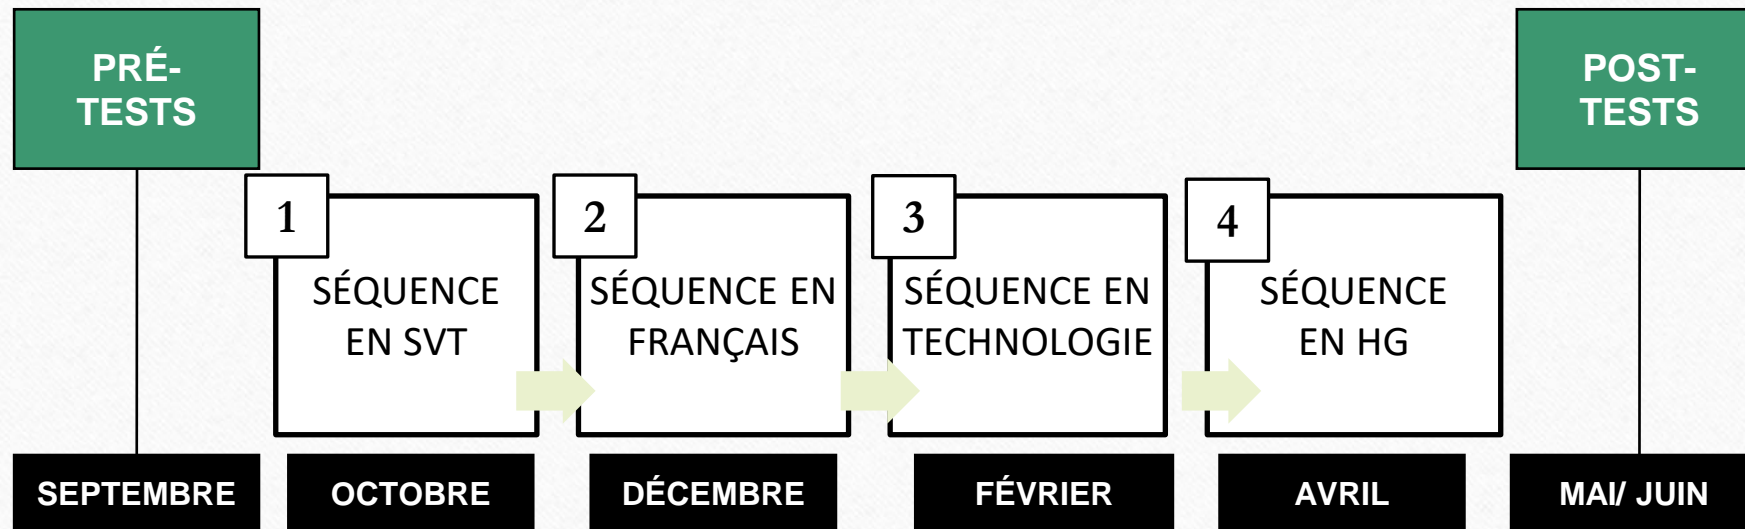 PRÉ-
TESTS
POST-
TESTS
1
SÉQUENCE
EN SVT
2
SÉQUENCE EN
FRANÇAIS
3
SÉQUENCE EN
TECHNOLOGIE
4
SÉQUENCE
EN HG
SEPTEMBRE
OCTOBRE
DÉCEMBRE
FÉVRIER
AVRIL
MAI/ JUIN